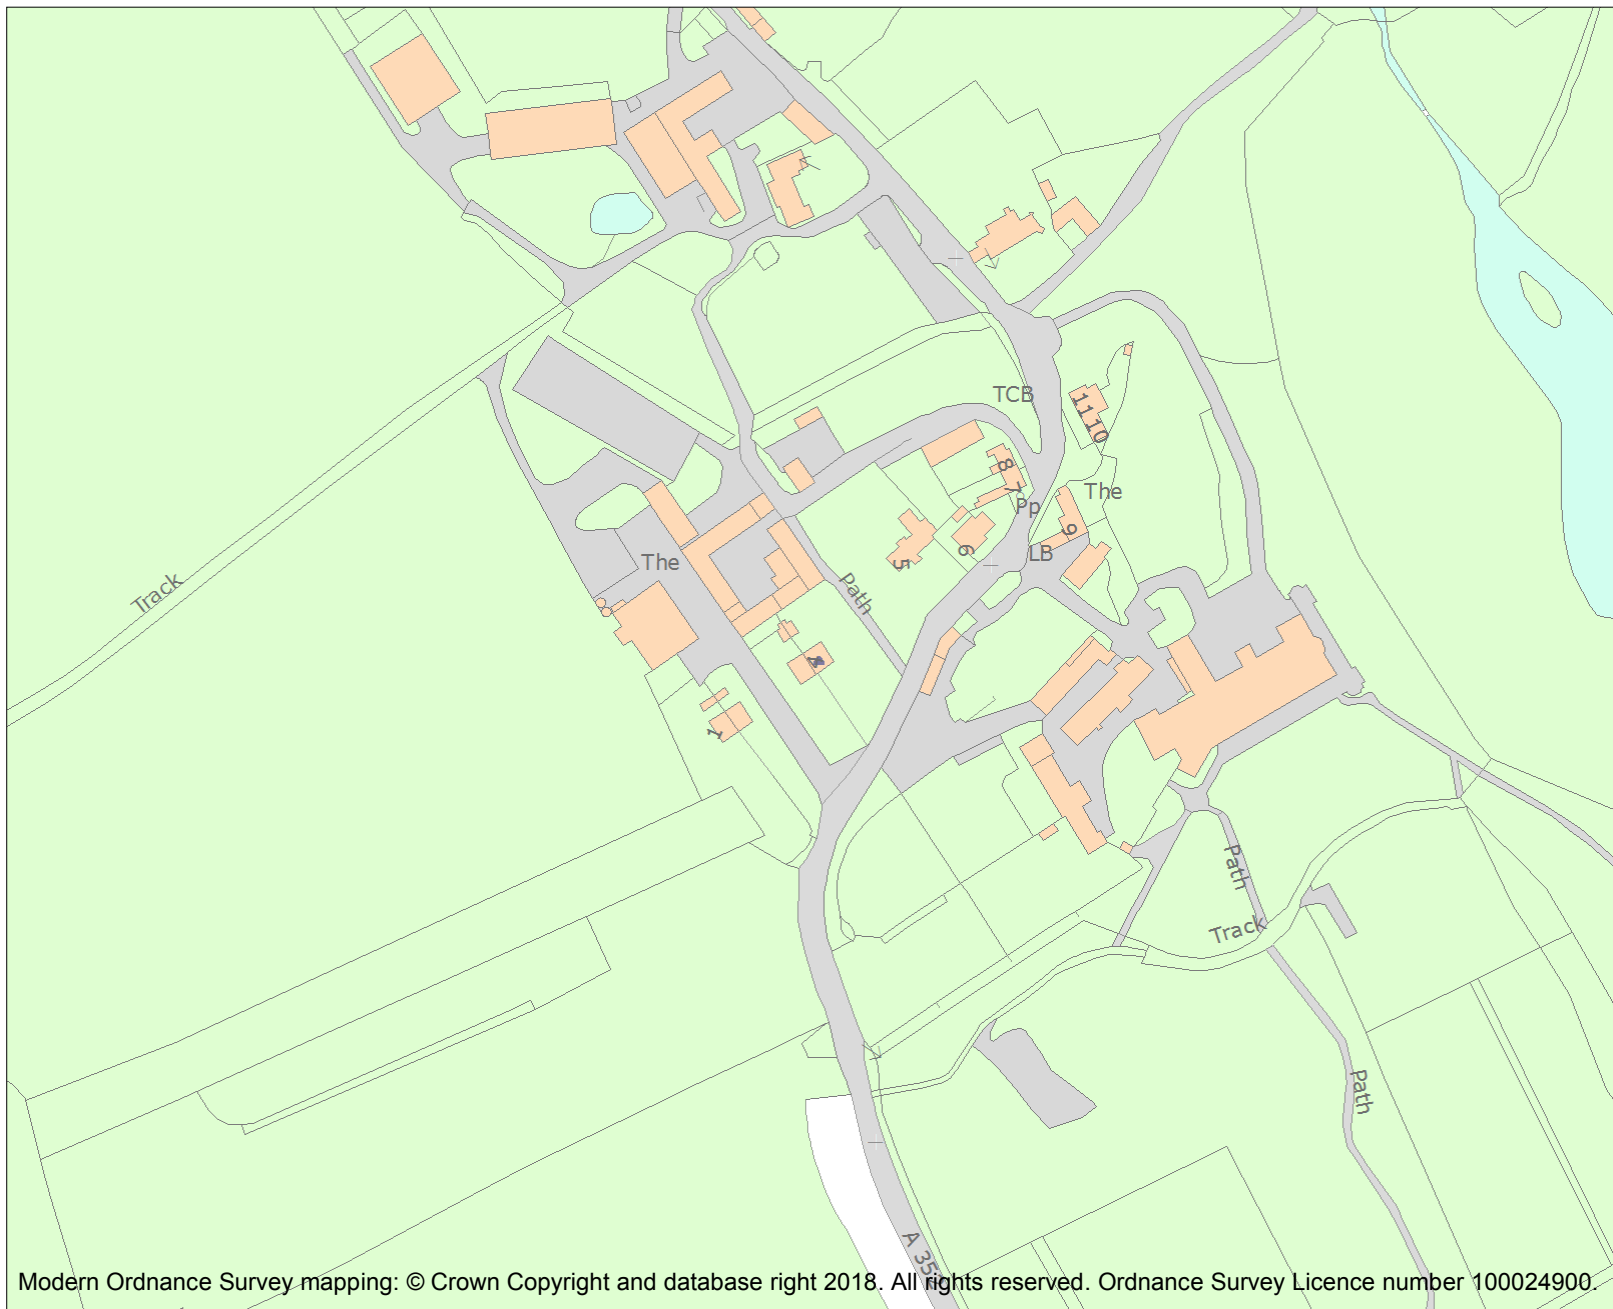 TCB
11
10
8
7
The
Pp
9
6
LB
5
The
Track
Path
4
1
Path
Track
Path
A 35
Modern Ordnance Survey mapping: © Crown Copyright and database right 2018. All rights reserved. Ordnance Survey Licence number 100024900.